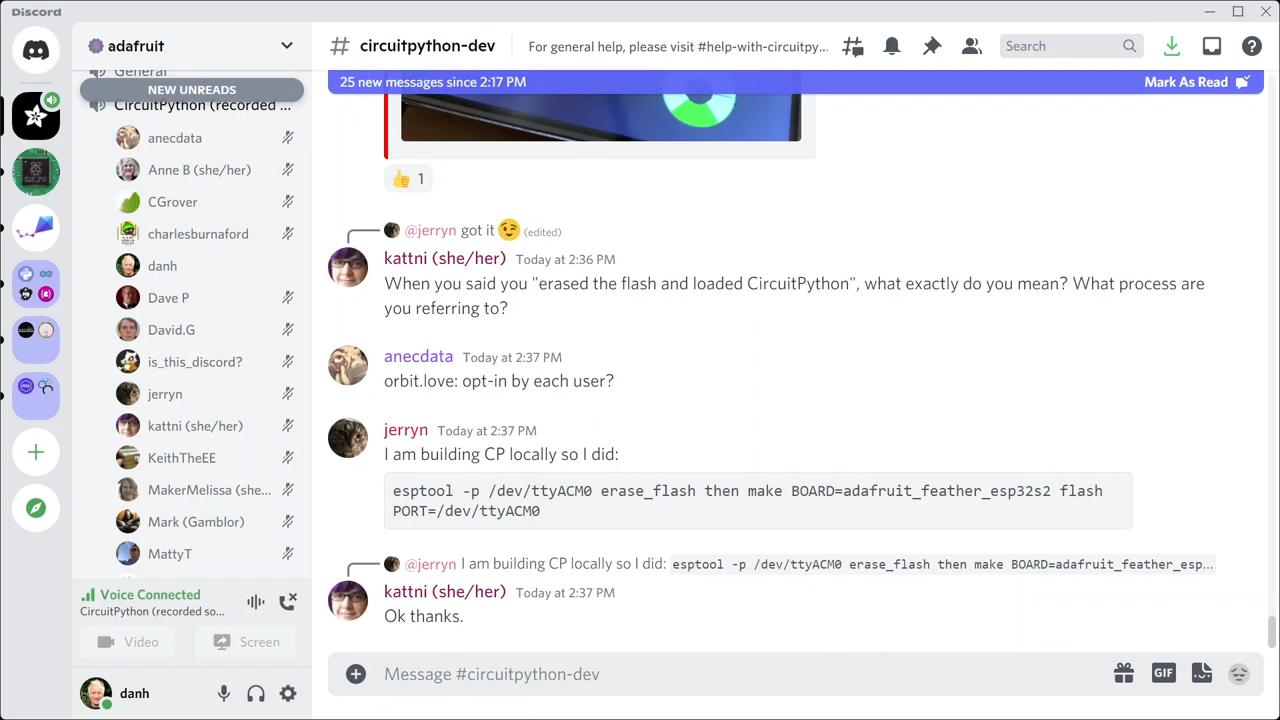 Discord
adafruit
General
NEW UNREADS
CircuitPython (recorded ...
anecdata
Anne B (she/her)
CGrover
charlesburnaford
danh
Dave P
David.G
is_this_discord?
jerryn
kattni (she/her)
KeithTheEE
MakerMelissa (she...
Mark (Gamblor)
MattyT
Voice Connected
CircuitPython (recorded so...
Video
Screen
danh
# circuitpython-dev
For general help, please visit #help-with-circuitpy...
Search
25 new messages since 2:17 PM
Mark As Read
👍 1
@jerryn got it 😉 (edited)
kattni (she/her) Today at 2:36 PM
When you said you "erased the flash and loaded CircuitPython", what exactly do you mean? What process are
you referring to?
anecdata Today at 2:37 PM
orbit.love: opt-in by each user?
jerryn Today at 2:37 PM
I am building CP locally so I did:
esptool -p /dev/ttyACM0 erase_flash then make BOARD=adafruit_feather_esp32s2 flash
PORT=/dev/ttyACM0
@jerryn I am building CP locally so I did: esptool -p /dev/ttyACM0 erase_flash then make BOARD=adafruit_feather_esp...
kattni (she/her) Today at 2:37 PM
Ok thanks.
Message #circuitpython-dev
GIF